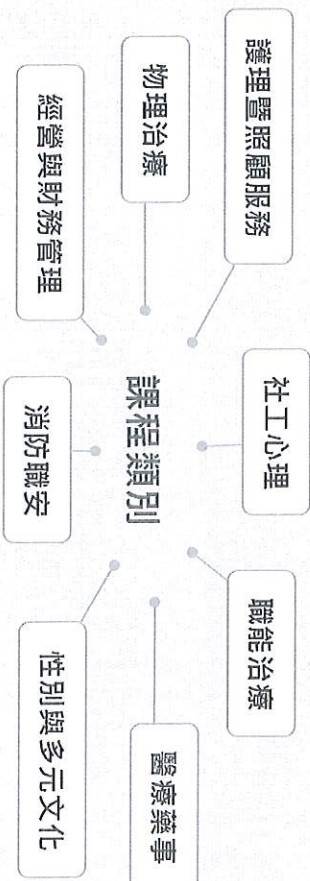 護理暨照顧服務
社工心理
職能治療
物理治療
課程類別
醫療藥事
經營與財務管理
消防職安
性別與多元文化